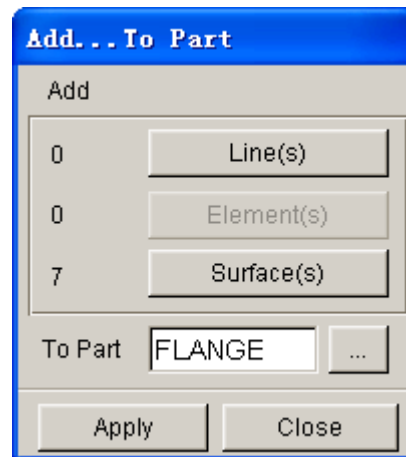 Add...To Part
Add
0 Line(s)
0 Element(s)
7 Surface(s)
To Part FLANGE ...
Apply Close